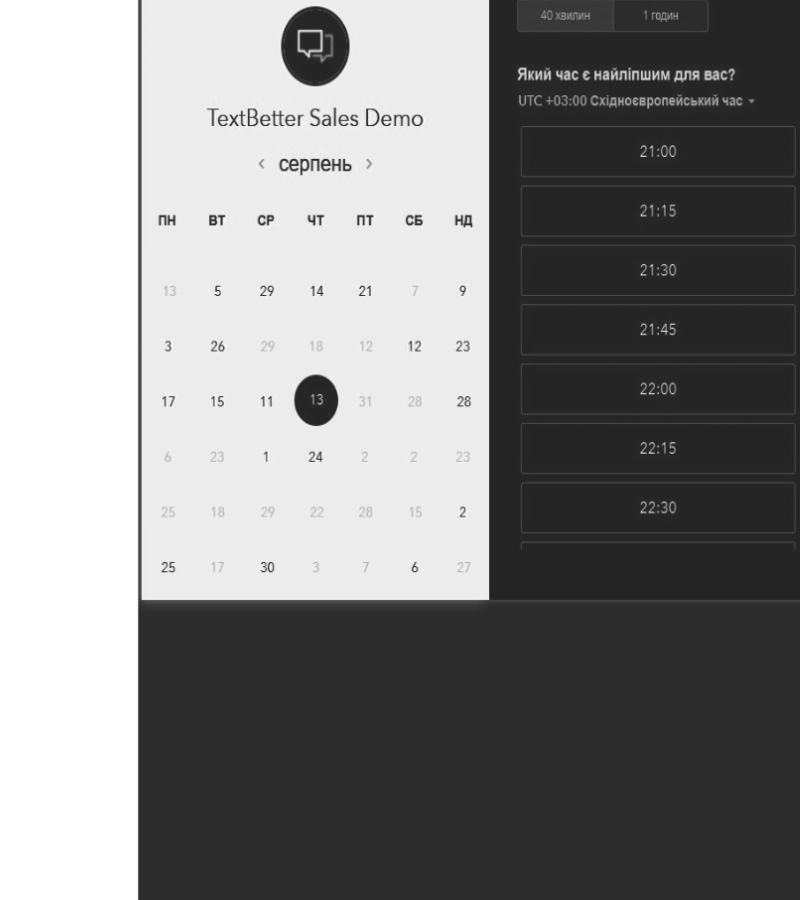 TextBetter Sales Demo
‹ серпень ›
ПН ВТ СР ЧТ ПТ СБ НД
13 5 29 14 21 7 9
3 26 29 18 12 12 23
17 15 11 13 31 28 28
6 23 1 24 2 2 23
25 18 29 22 28 15 2
25 17 30 3 7 6 27
40 хвилин 1 годин
Який час є найліпшим для вас?
UTC +03:00 Східноєвропейський час
21:00
21:15
21:30
21:45
22:00
22:15
22:30